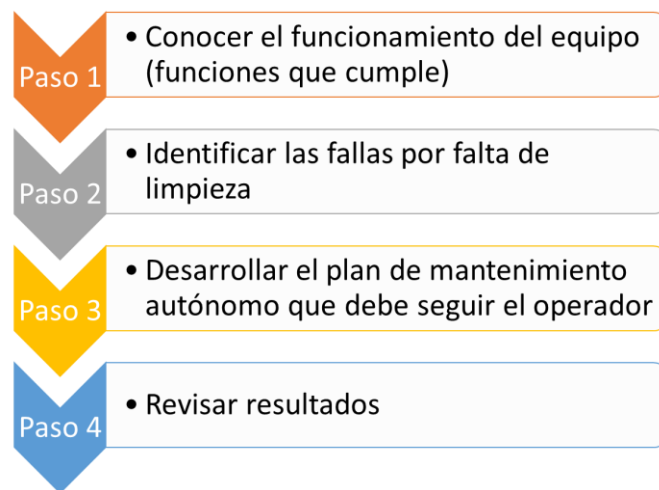 Paso 1
• Conocer el funcionamiento del equipo
(funciones que cumple)
Paso 2
• Identificar las fallas por falta de
limpieza
Paso 3
• Desarrollar el plan de mantenimiento
autónomo que debe seguir el operador
Paso 4
• Revisar resultados